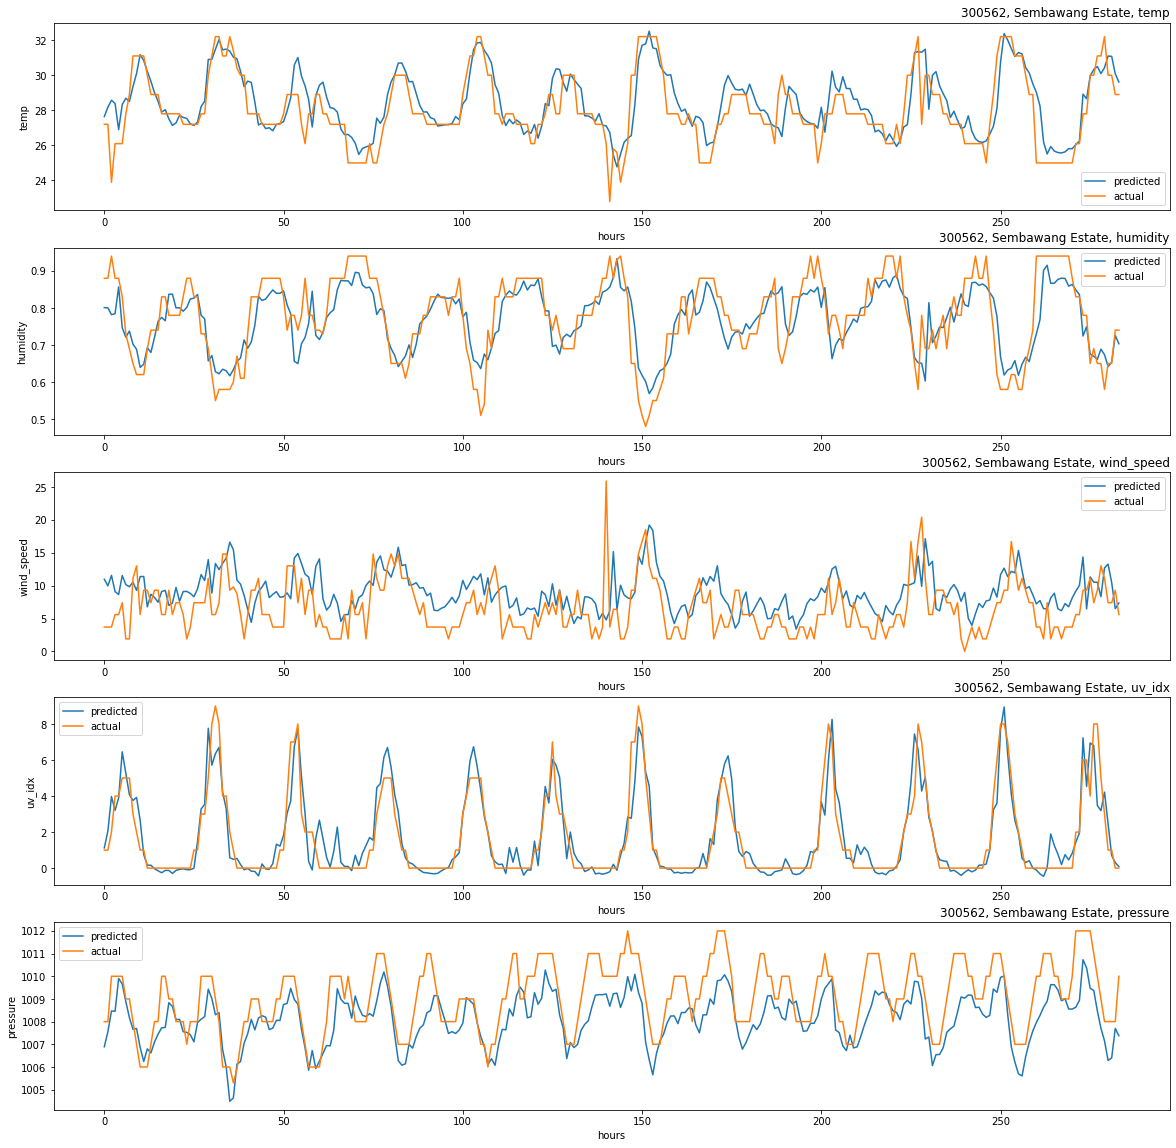 300562, Sembawang Estate, temp
32
30
28
26
24
temp
predicted
actual
0
50
100
150
200
250
hours
300562, Sembawang Estate, humidity
0.9
0.8
0.7
0.6
0.5
humidity
predicted
actual
0
50
100
150
200
250
hours
300562, Sembawang Estate, wind_speed
25
20
15
10
5
0
wind_speed
predicted
actual
0
50
100
150
200
250
hours
300562, Sembawang Estate, uv_idx
8
6
4
2
0
uv_idx
predicted
actual
0
50
100
150
200
250
hours
300562, Sembawang Estate, pressure
1012
1011
1010
1009
1008
1007
1006
1005
pressure
predicted
actual
0
50
100
150
200
250
hours